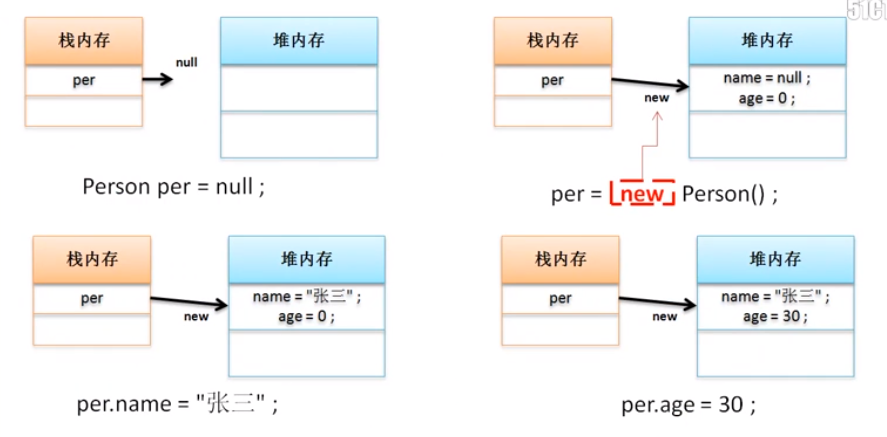 栈内存
堆内存
null
per
Person per = null ;
栈内存
堆内存
per
name = null ;
age = 0 ;
new
per = new Person() ;
栈内存
堆内存
per
name = "张三" ;
age = 0 ;
new
per.name = "张三" ;
栈内存
堆内存
per
name = "张三" ;
age = 30 ;
new
per.age = 30 ;